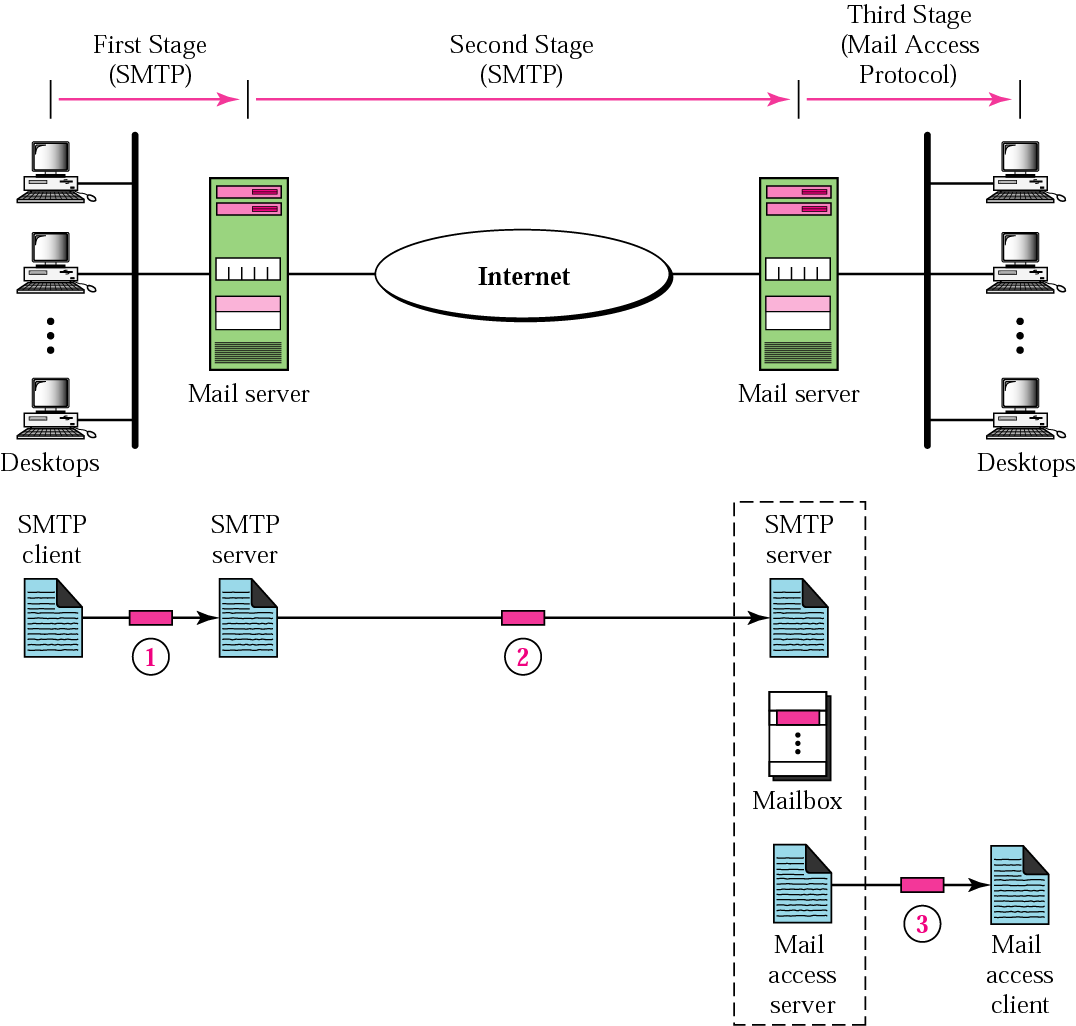 First Stage
(SMTP)
Second Stage
(SMTP)
Third Stage
(Mail Access
Protocol)
Internet
Mail server
Mail server
Desktops
Desktops
SMTP
client
SMTP
server
SMTP
server
1
2
Mailbox
3
Mail
access
server
Mail
access
client